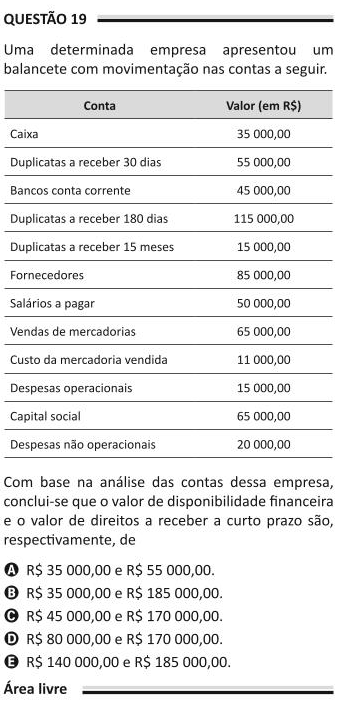 QUESTÃO 19
Uma determinada empresa apresentou um
balancete com movimentação nas contas a seguir.
Conta Valor (em R$)
Caixa 35 000,00
Duplicatas a receber 30 dias 55 000,00
Bancos conta corrente 45 000,00
Duplicatas a receber 180 dias 115 000,00
Duplicatas a receber 15 meses 15 000,00
Fornecedores 85 000,00
Salários a pagar 50 000,00
Vendas de mercadorias 65 000,00
Custo da mercadoria vendida 11 000,00
Despesas operacionais 15 000,00
Capital social 65 000,00
Despesas não operacionais 20 000,00
Com base na análise das contas dessa empresa,
conclui-se que o valor de disponibilidade financeira
e o valor de direitos a receber a curto prazo são,
respectivamente, de
A R$ 35 000,00 e R$ 55 000,00.
B R$ 35 000,00 e R$ 185 000,00.
C R$ 45 000,00 e R$ 170 000,00.
D R$ 80 000,00 e R$ 170 000,00.
E R$ 140 000,00 e R$ 185 000,00.
Área livre